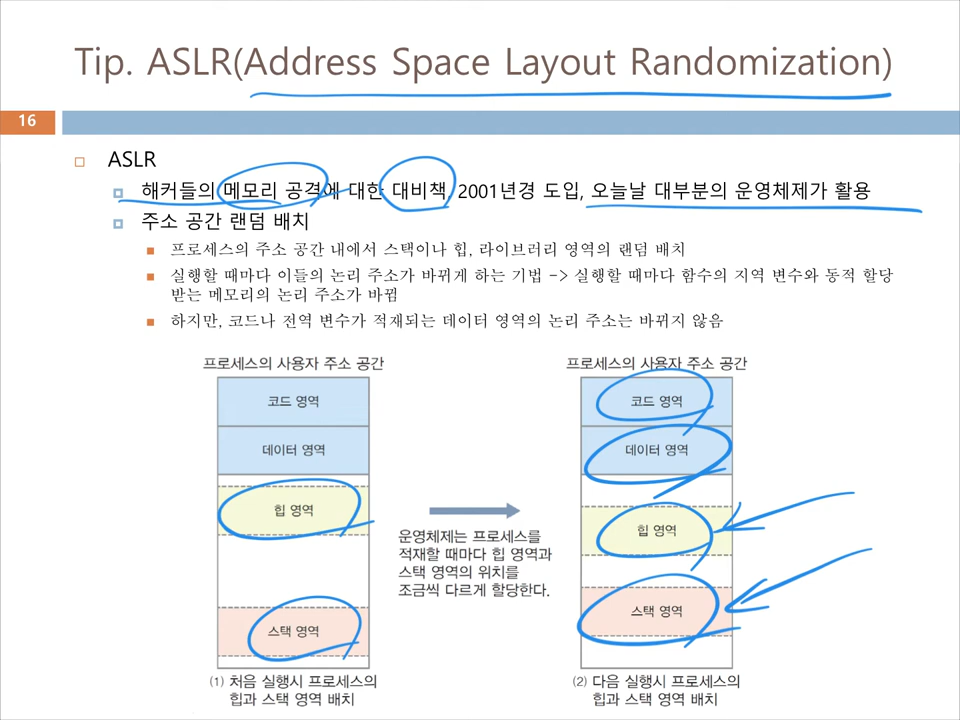 Tip. ASLR(Address Space Layout Randomization)
16
ASLR
해커들의 메모리 공격에 대한 대비책, 2001년경 도입, 오늘날 대부분의 운영체제가 활용
주소 공간 랜덤 배치
프로세스의 주소 공간 내에서 스택이나 힙, 라이브러리 영역의 랜덤 배치
실행할 때마다 이들의 논리 주소가 바뀌게 하는 기법 -> 실행할 때마다 함수의 지역 변수와 동적 할당
받는 메모리의 논리 주소가 바뀜
하지만, 코드나 전역 변수가 적재되는 데이터 영역의 논리 주소는 바뀌지 않음
프로세스의 사용자 주소 공간
코드 영역
데이터 영역
힙 영역
스택 영역
(1) 처음 실행시 프로세스의
힙과 스택 영역 배치
운영체제는 프로세스를
적재할 때마다 힙 영역과
스택 영역의 위치를
조금씩 다르게 할당한다.
프로세스의 사용자 주소 공간
코드 영역
데이터 영역
힙 영역
스택 영역
(2) 다음 실행시 프로세스의
힙과 스택 영역 배치